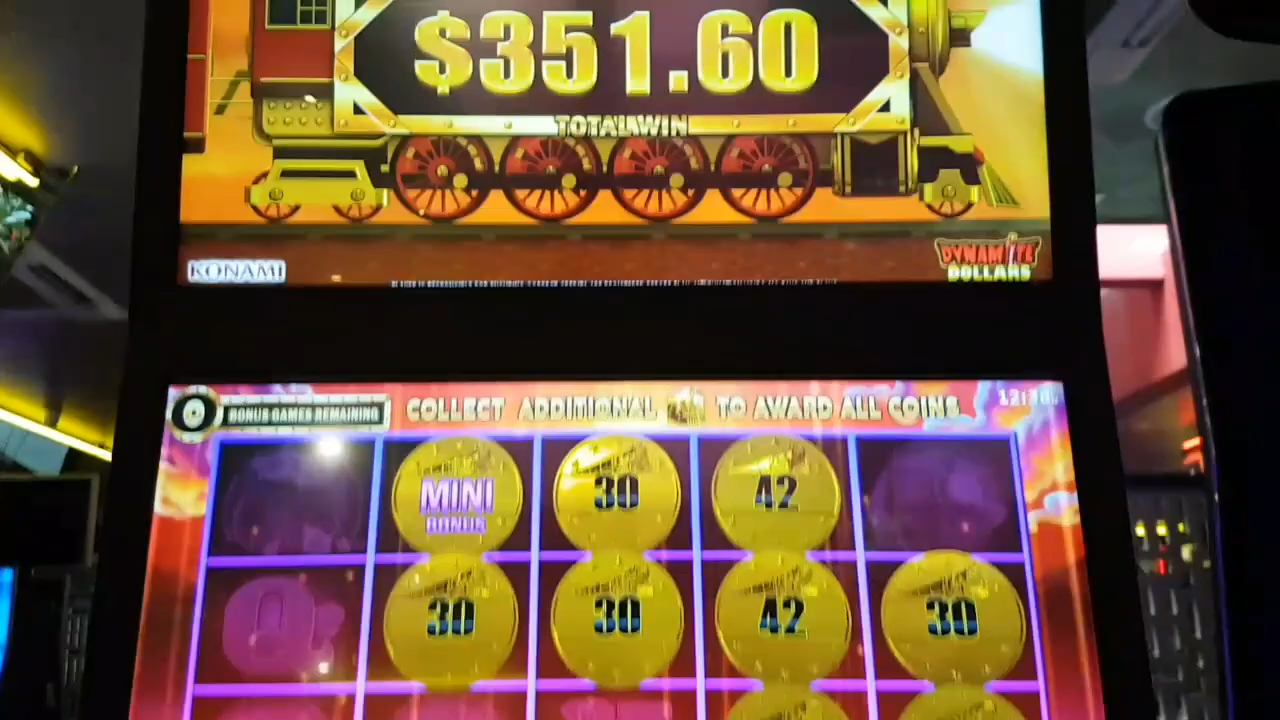 $351.60
TOTAL WIN
KONAMI
DYNAMITE
DOLLARS
0 BONUS GAMES REMAINING
COLLECT ADDITIONAL TO AWARD ALL COINS
MINI 30 42
BONUS
Q 30 30 42 30